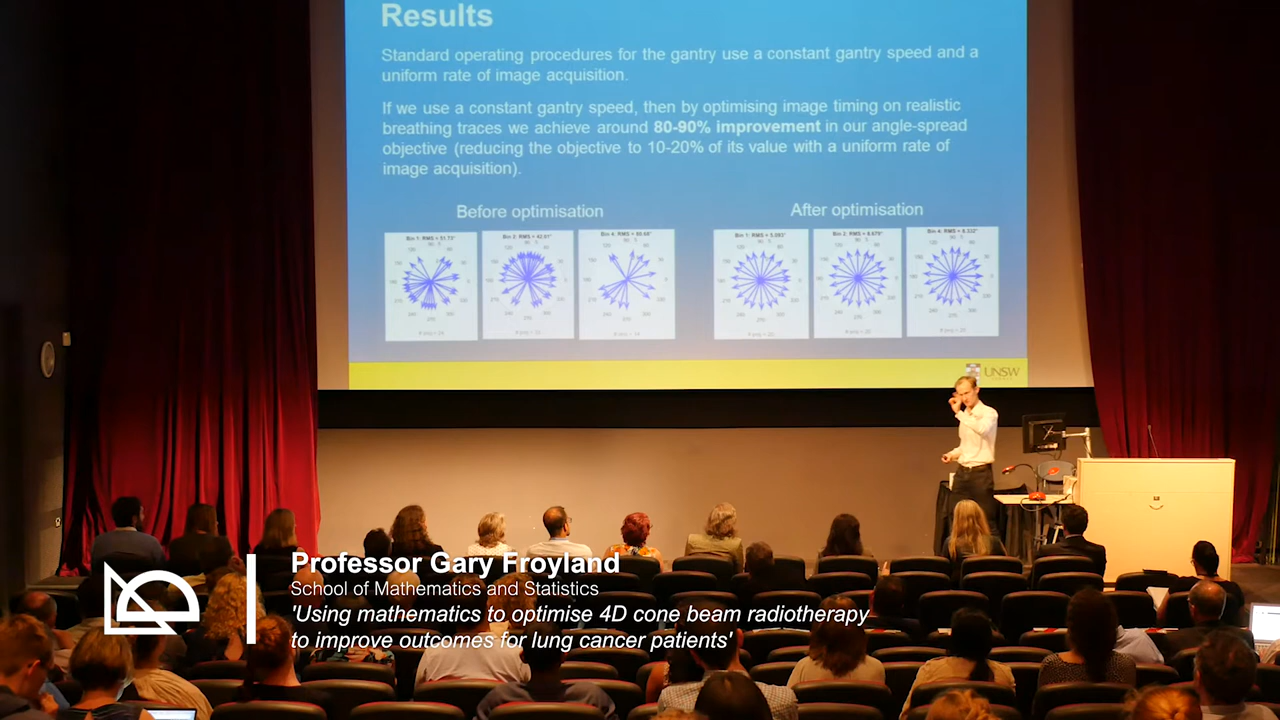 Results
Standard operating procedures for the gantry use a constant gantry speed and a
uniform rate of image acquisition.
If we use a constant gantry speed, then by optimising image timing on realistic
breathing traces we achieve around 80-90% improvement in our angle-spread
objective (reducing the objective to 10-20% of its value with a uniform rate of
image acquisition).
Before optimisation
After optimisation
UNSW
Professor Gary Froyland
School of Mathematics and Statistics
'Using mathematics to optimise 4D cone beam radiotherapy
to improve outcomes for lung cancer patients'